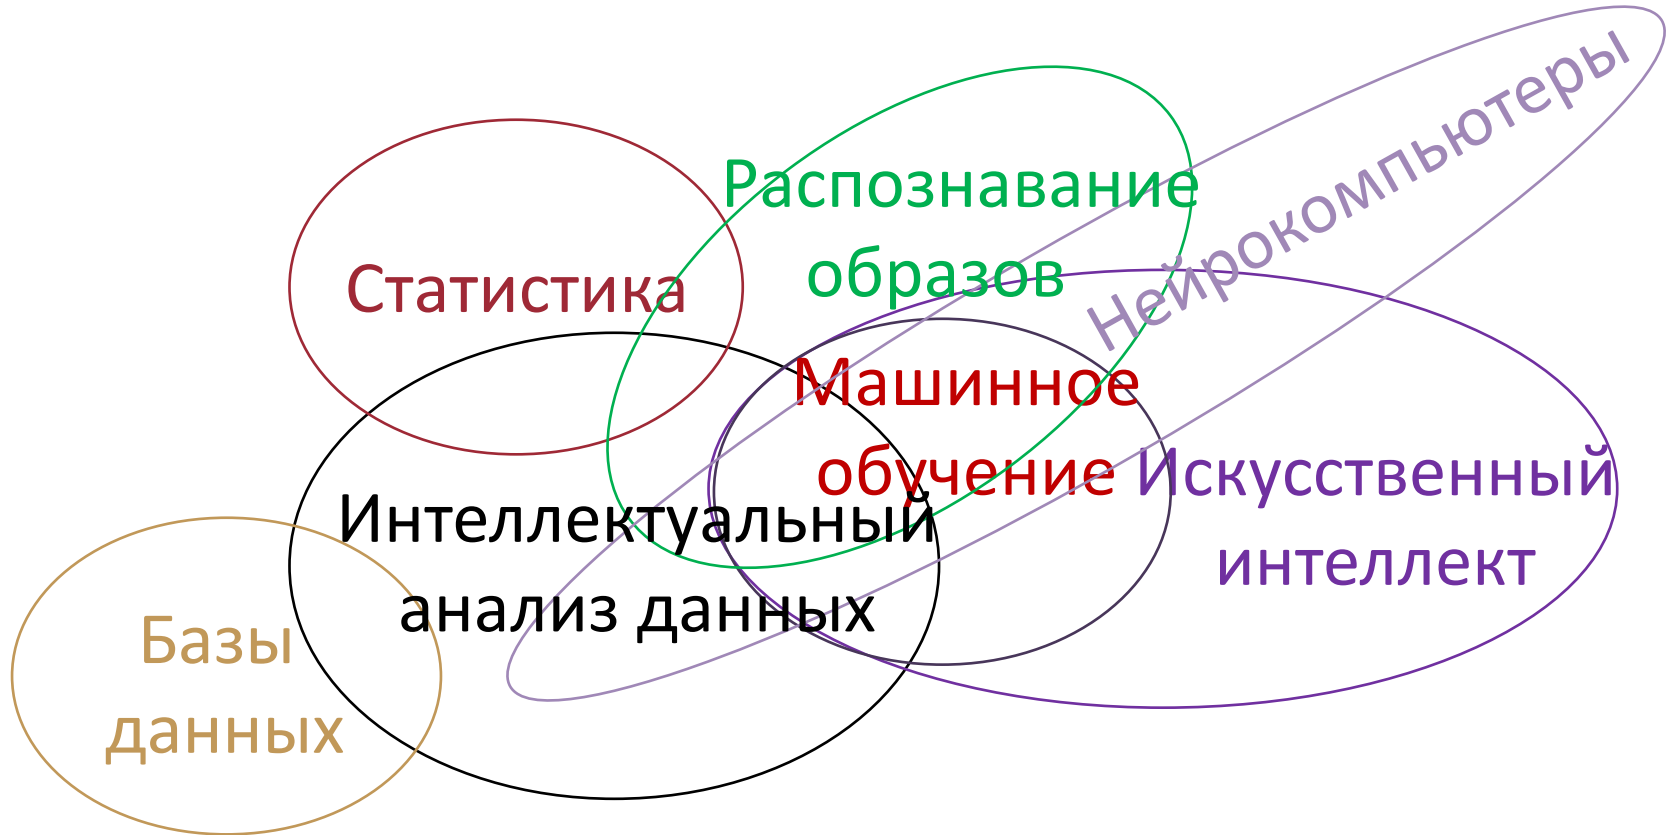 Нейрокомпьютеры
Распознавание
образов
Статистика
Машинное
обучение
Искусственный
интеллект
Интеллектуальный
анализ данных
Базы
данных